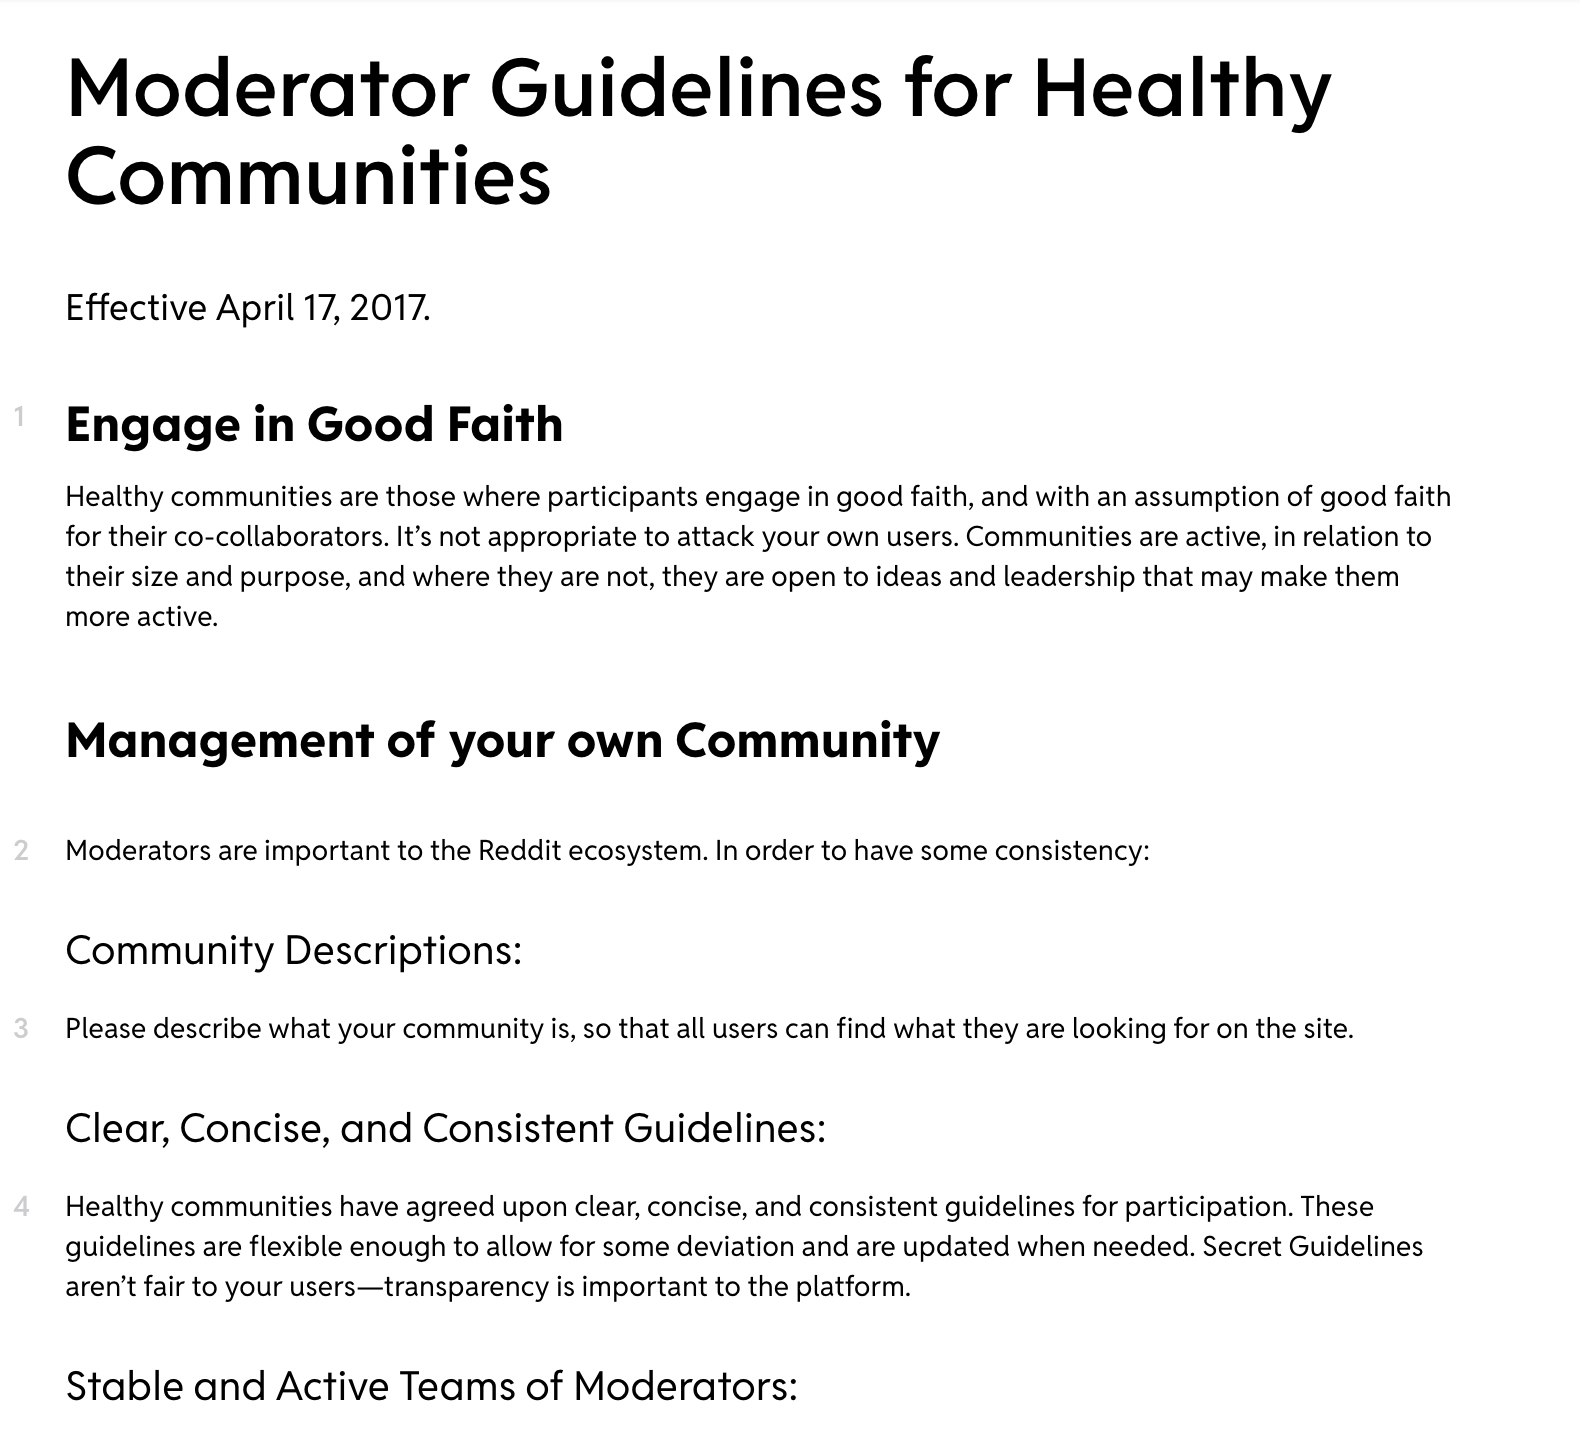 Moderator Guidelines for Healthy
Communities
Effective April 17, 2017.
1 Engage in Good Faith
Healthy communities are those where participants engage in good faith, and with an assumption of good faith
for their co-collaborators. It’s not appropriate to attack your own users. Communities are active, in relation to
their size and purpose, and where they are not, they are open to ideas and leadership that may make them
more active.
Management of your own Community
2 Moderators are important to the Reddit ecosystem. In order to have some consistency:
Community Descriptions:
3 Please describe what your community is, so that all users can find what they are looking for on the site.
Clear, Concise, and Consistent Guidelines:
4 Healthy communities have agreed upon clear, concise, and consistent guidelines for participation. These
guidelines are flexible enough to allow for some deviation and are updated when needed. Secret Guidelines
aren’t fair to your users—transparency is important to the platform.
Stable and Active Teams of Moderators: